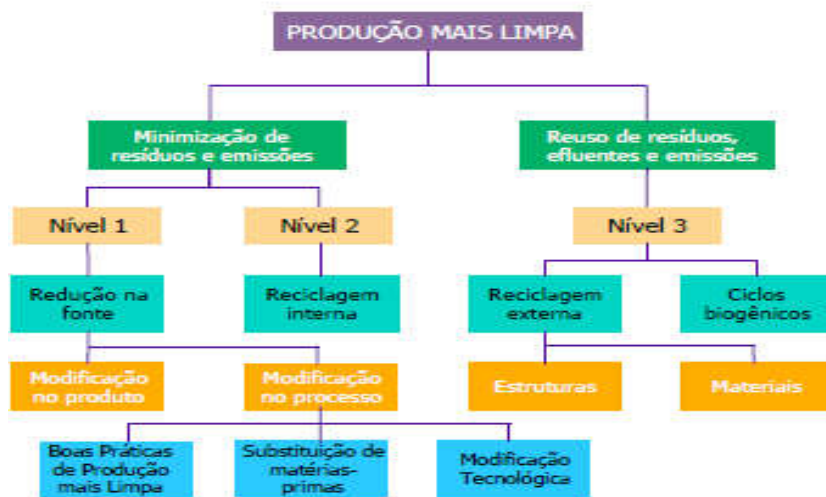 PRODUÇÃO MAIS LIMPA
Minimização de
resíduos e emissões
Reuso de resíduos,
efluentes e emissões
Nível 1
Nível 2
Nível 3
Redução na
fonte
Reciclagem
interna
Reciclagem
externa
Ciclos
biogênicos
Modificação
no produto
Modificação
no processo
Estruturas
Materiais
Boas Práticas
de Produção
mais Limpa
Substituição de
matérias-
primas
Modificação
Tecnológica